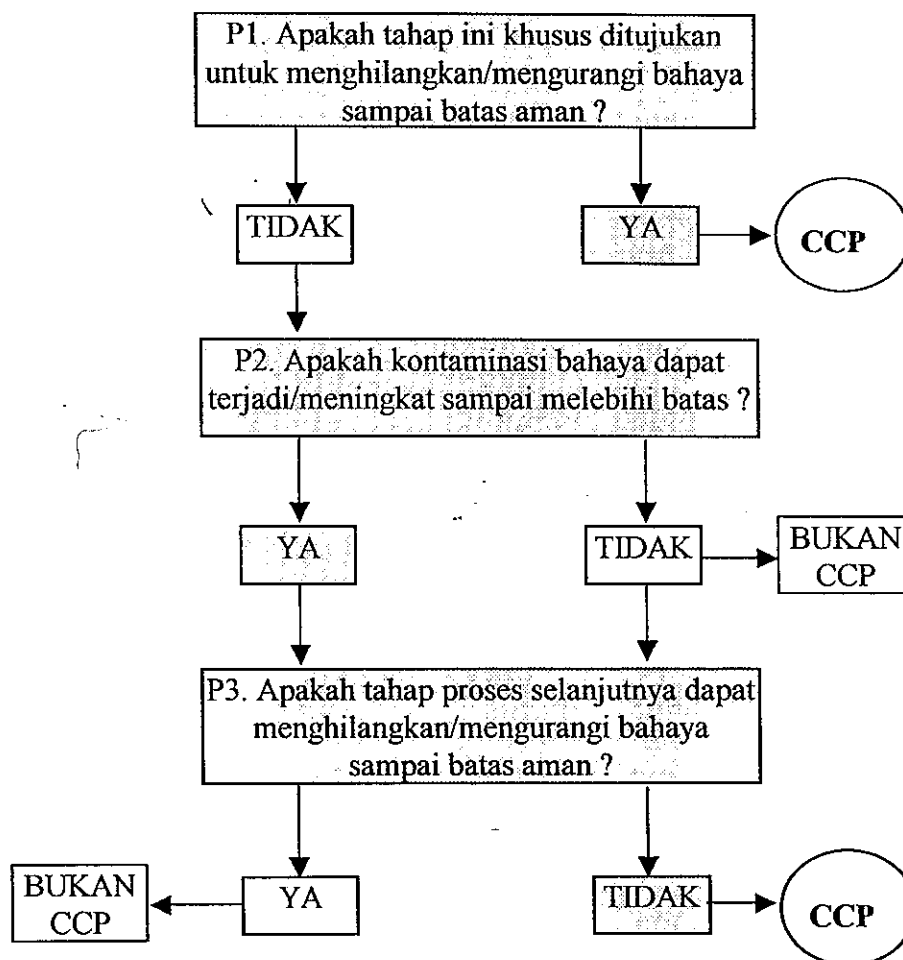 P1. Apakah tahap ini khusus ditujukan
untuk menghilangkan/mengurangi bahaya
sampai batas aman ?
TIDAK
YA
CCP
P2. Apakah kontaminasi bahaya dapat
terjadi/meningkat sampai melebihi batas ?
YA
TIDAK
BUKAN
CCP
P3. Apakah tahap proses selanjutnya dapat
menghilangkan/mengurangi bahaya
sampai batas aman ?
BUKAN
CCP
YA
TIDAK
CCP